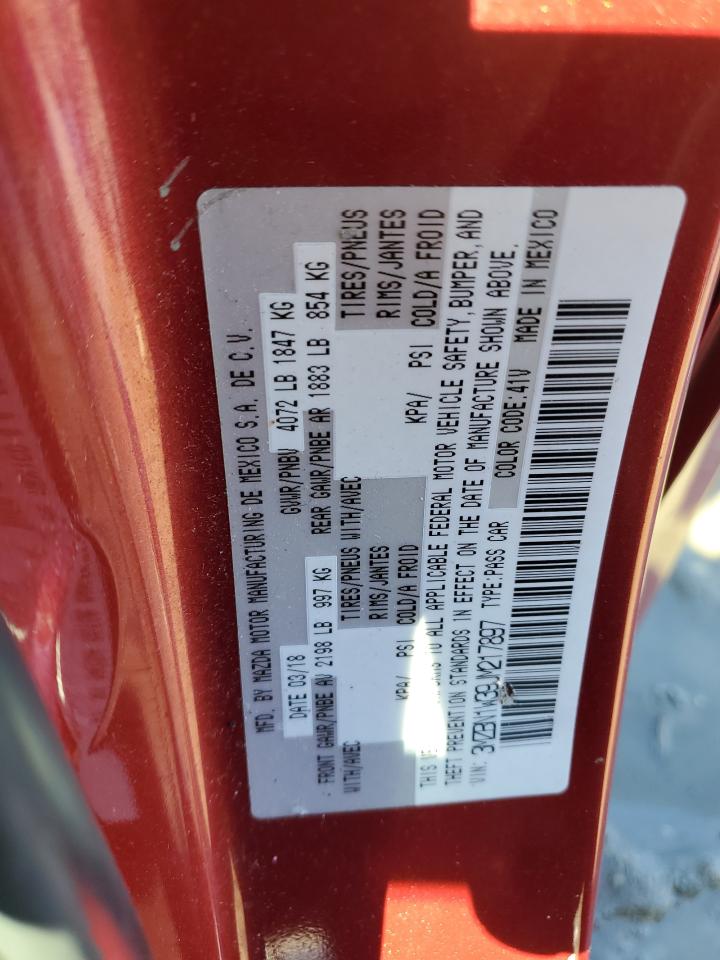 MFD. BY MAZDA MOTOR MANUFACTURING DE MEXICO S.A. DE C.V.
DATE 03/18 GVWR/PNBV 4072 LB 1847 KG
FRONT GAWR/PNBE AV 2198 LB 997 KG REAR GAWR/PNBE AR 1883 LB 854 KG
WITH/AVEC TIRES/PNEUS WITH/AVEC TIRES/PNEUS
RIMS/JANTES RIMS/JANTES
KPA/ PSI COLD/A FROID KPA/ PSI COLD/A FROID
THIS TO ALL APPLICABLE FEDERAL MOTOR VEHICLE SAFETY, BUMPER, AND
THEFT PREVENTION STANDARDS IN EFFECT ON THE DATE OF MANUFACTURE SHOWN ABOVE.
VIN: TYPE:PASS CAR COLOR CODE:41V MADE IN MEXICO